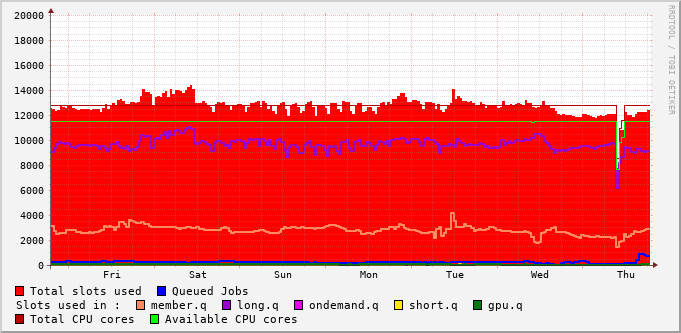 20000
18000
16000
14000
12000
10000
8000
6000
4000
2000
0
Fri Sat Sun Mon Tue Wed Thu
RRDTOOL / TOBI OETIKER
Total slots used Queued Jobs
Slots used in : member.q long.q ondemand.q short.q gpu.q
Total CPU cores Available CPU cores